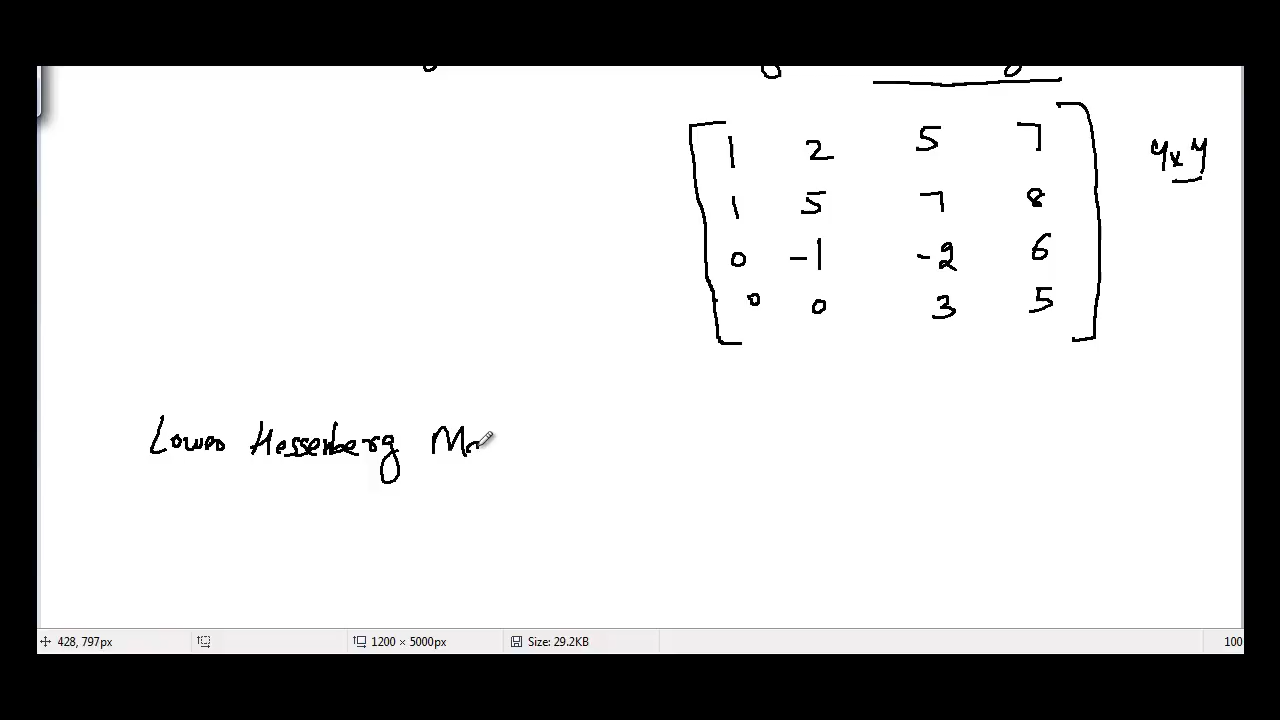 1 2 5 7
4x4
1 5 7 8
0 -1 -2 6
0 0 3 5
Lower Hessenberg Ma
428, 797px 1200 × 5000px Size: 29.2KB 100